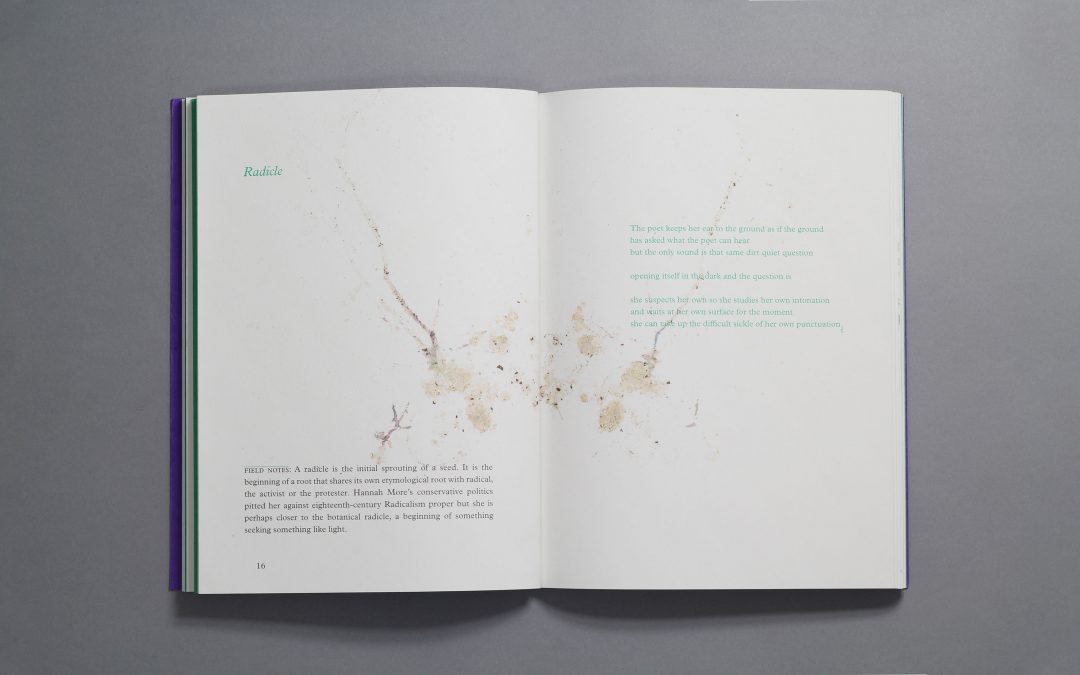 Radicle
FIELD NOTES: A radicle is the initial sprouting of a seed. It is the
beginning of a root that shares its own etymological root with radical,
the activist or the protester. Hannah More's conservative politics
pitted her against eighteenth-century Radicalism proper but she is
perhaps closer to the botanical radicle, a beginning of something
seeking something like light.
16
The poet keeps her ear to the ground as if the ground
has asked what the poet can hear
but the only sound is that same dirt quiet question
opening itself in the dark and the question is
she suspects her own so she studies her own intonation
and waits at her own surface for the moment
she can take up the difficult sickle of her own punctuation